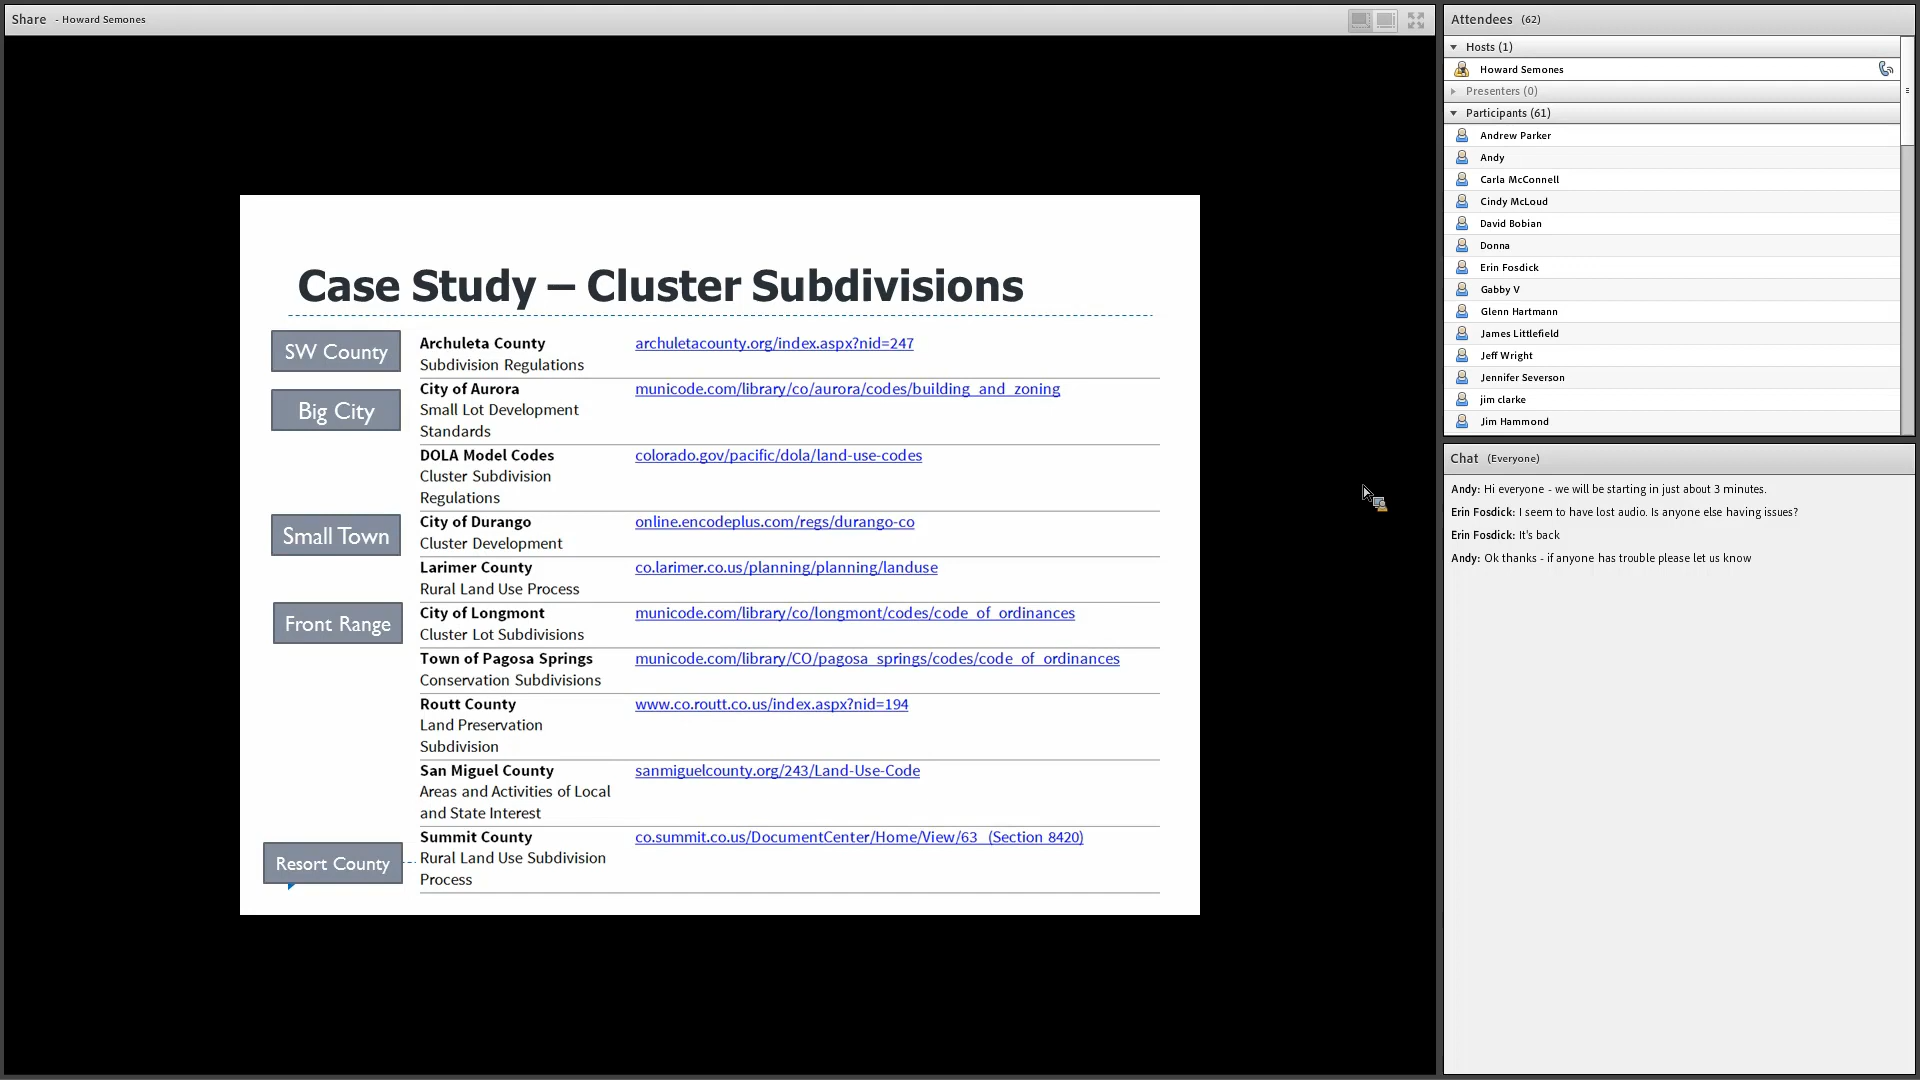 Share - Howard Semones
Case Study – Cluster Subdivisions
SW County
Archuleta County
archuletacounty.org/index.aspx?nid=247
Subdivision Regulations
Big City
City of Aurora
municode.com/library/co/aurora/codes/building_and_zoning
Small Lot Development
Standards
DOLA Model Codes
colorado.gov/pacific/dola/land-use-codes
Cluster Subdivision
Regulations
Small Town
City of Durango
online.encodeplus.com/regs/durango-co
Cluster Development
Larimer County
co.larimer.co.us/planning/planning/landuse
Rural Land Use Process
Front Range
City of Longmont
municode.com/library/co/longmont/codes/code_of_ordinances
Cluster Lot Subdivisions
Town of Pagosa Springs
municode.com/library/CO/pagosa_springs/codes/code_of_ordinances
Conservation Subdivisions
Routt County
www.co.routt.co.us/index.aspx?nid=194
Land Preservation
Subdivision
San Miguel County
sanmiguelcounty.org/243/Land-Use-Code
Areas and Activities of Local
and State Interest
Resort County
Summit County
co.summit.co.us/DocumentCenter/Home/View/63 (Section 8420)
Rural Land Use Subdivision
Process
Attendees (62)
Hosts (1)
Howard Semones
Presenters (0)
Participants (61)
Andrew Parker
Andy
Carla McConnell
Cindy McLoud
David Bobian
Donna
Erin Fosdick
Gabby V
Glenn Hartmann
James Littlefield
Jeff Wright
Jennifer Severson
jim clarke
Jim Hammond
Chat (Everyone)
Andy: Hi everyone - we will be starting in just about 3 minutes.
Erin Fosdick: I seem to have lost audio. Is anyone else having issues?
Erin Fosdick: It's back
Andy: Ok thanks - if anyone has trouble please let us know